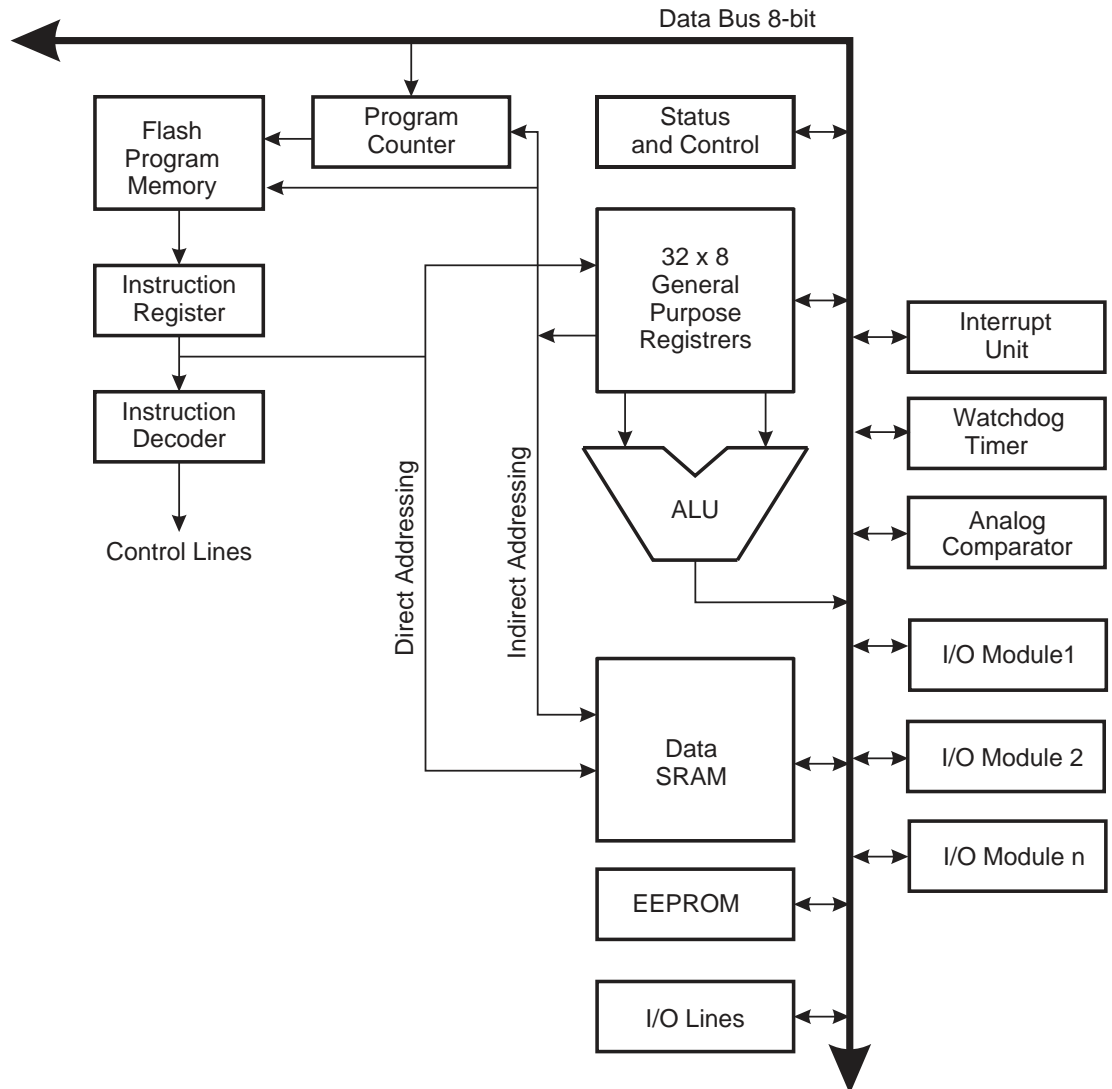 Data Bus 8-bit
Flash
Program
Memory
Program
Counter
Status
and Control
32 x 8
General
Purpose
Registrers
Instruction
Register
Instruction
Decoder
Control Lines
Direct Addressing
Indirect Addressing
ALU
Interrupt
Unit
Watchdog
Timer
Analog
Comparator
I/O Module1
Data
SRAM
I/O Module 2
I/O Module n
EEPROM
I/O Lines